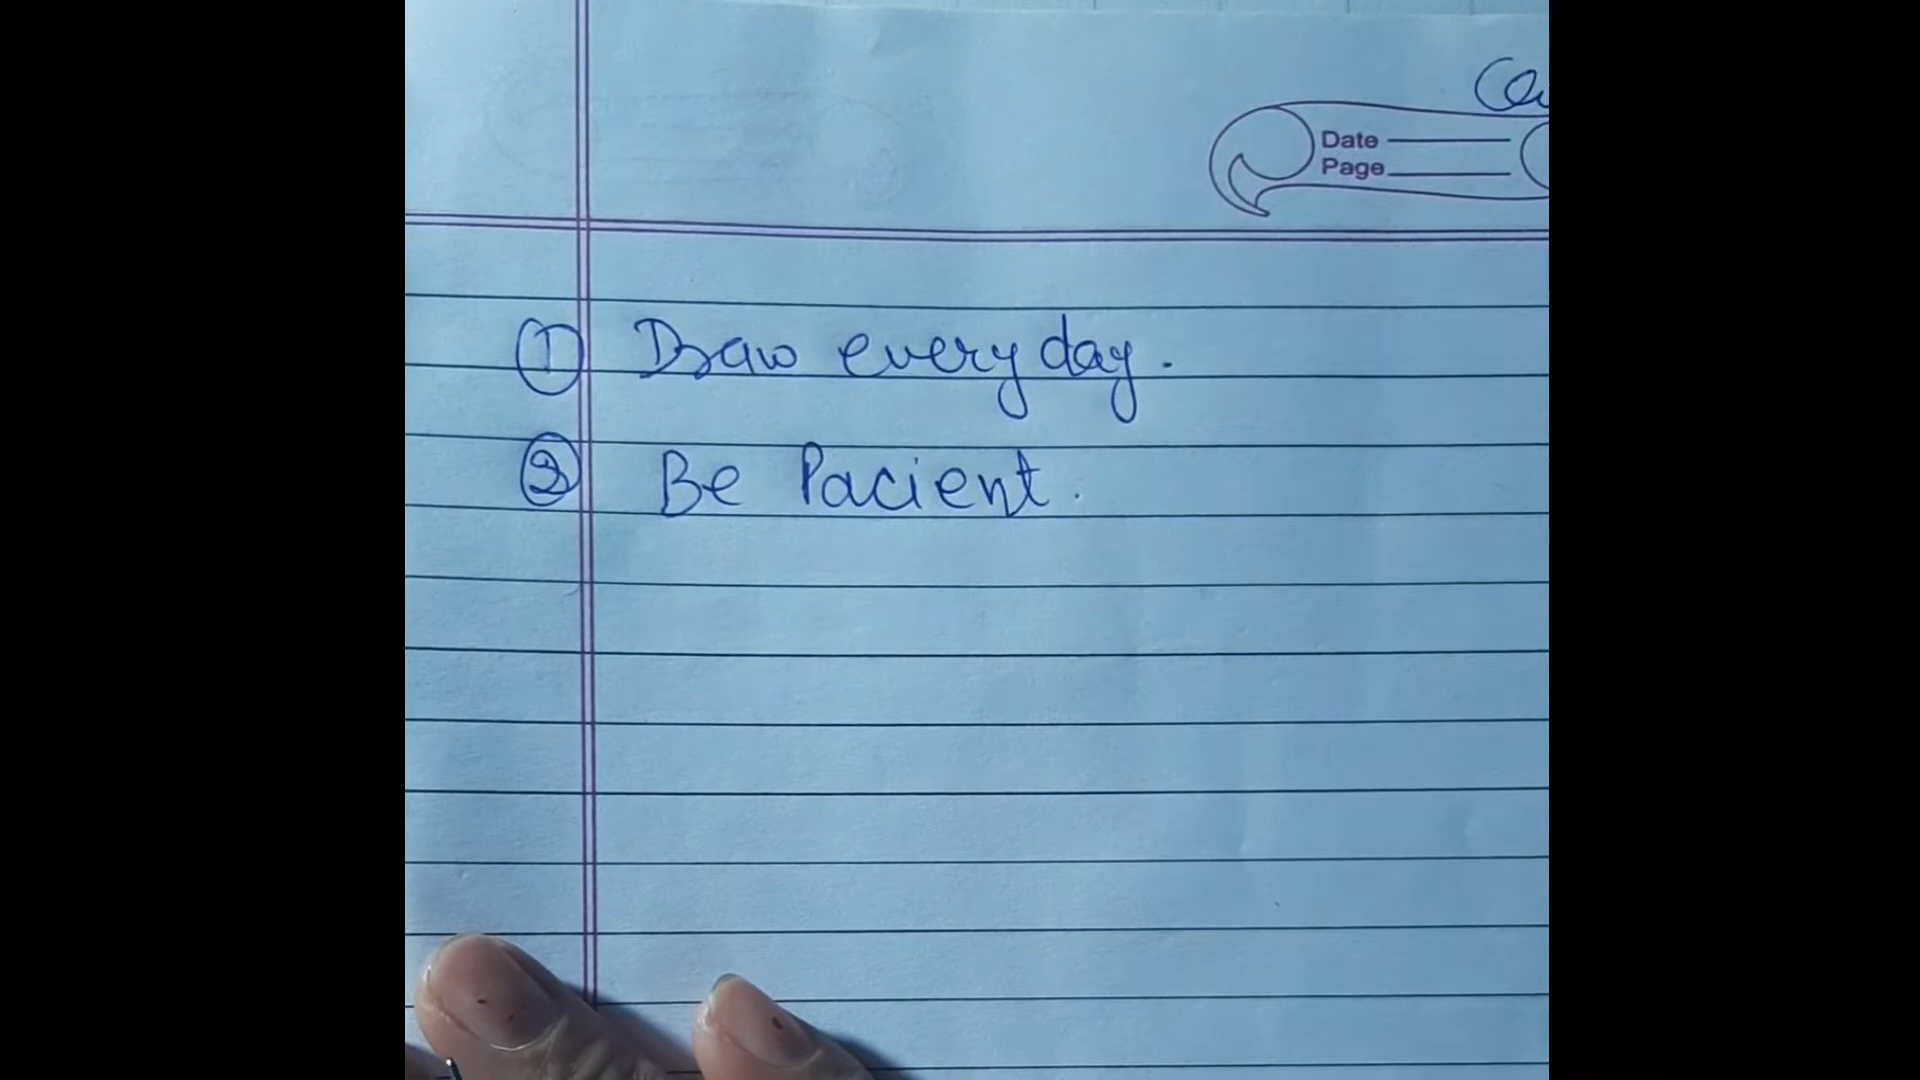 Date
Page
① Draw every day.
② Be Pacient.